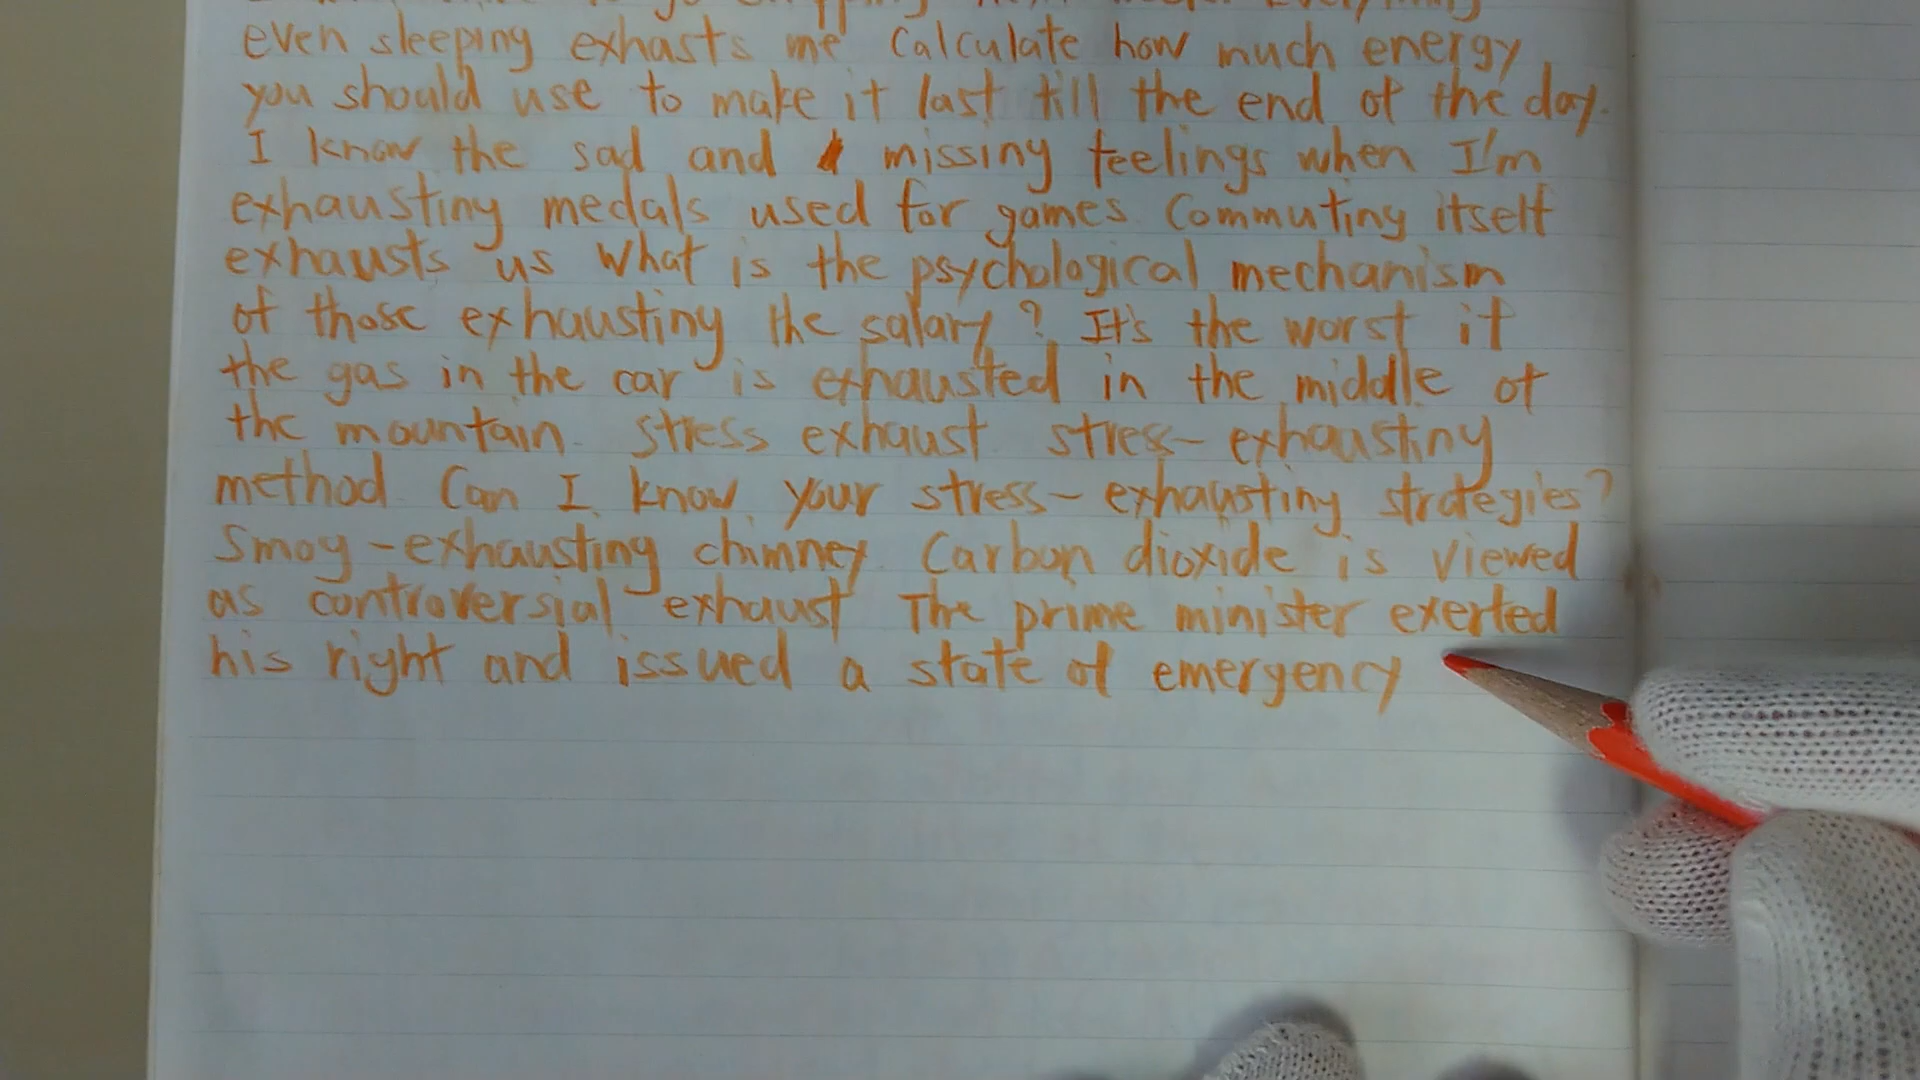 even sleeping exhasts me Calculate how much energy
you should use to make it last till the end of the day.
I know the sad and missing feelings when I'm
exhausting medals used for games. Commuting itself
exhausts us What is the psychological mechanism
of those exhausting the salary? It's the worst if
the gas in the car is exhausted in the middle of
the mountain. stress exhaust stress-exhausting
method. Can I know your stress-exhausting strategies?
Smog-exhausting chimney. Carbon dioxide is viewed
as controversial exhaust The prime minister exerted
his right and issued a state of emergency